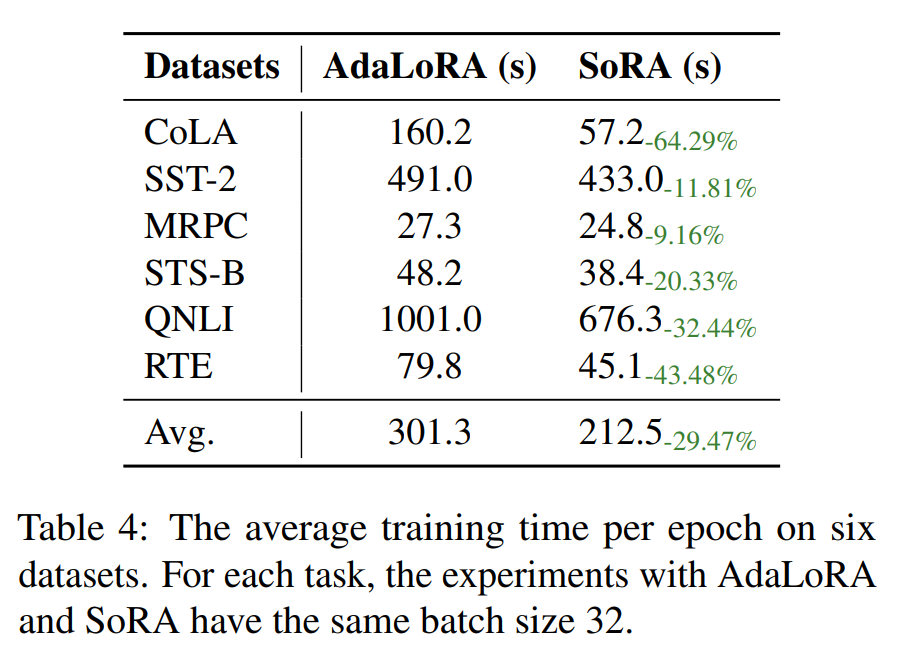 Datasets AdaLoRA (s) SoRA (s)
CoLA 160.2 57.2-64.29%
SST-2 491.0 433.0-11.81%
MRPC 27.3 24.8-9.16%
STS-B 48.2 38.4-20.33%
QNLI 1001.0 676.3-32.44%
RTE 79.8 45.1-43.48%
Avg. 301.3 212.5-29.47%
Table 4: The average training time per epoch on six
datasets. For each task, the experiments with AdaLoRA
and SoRA have the same batch size 32.